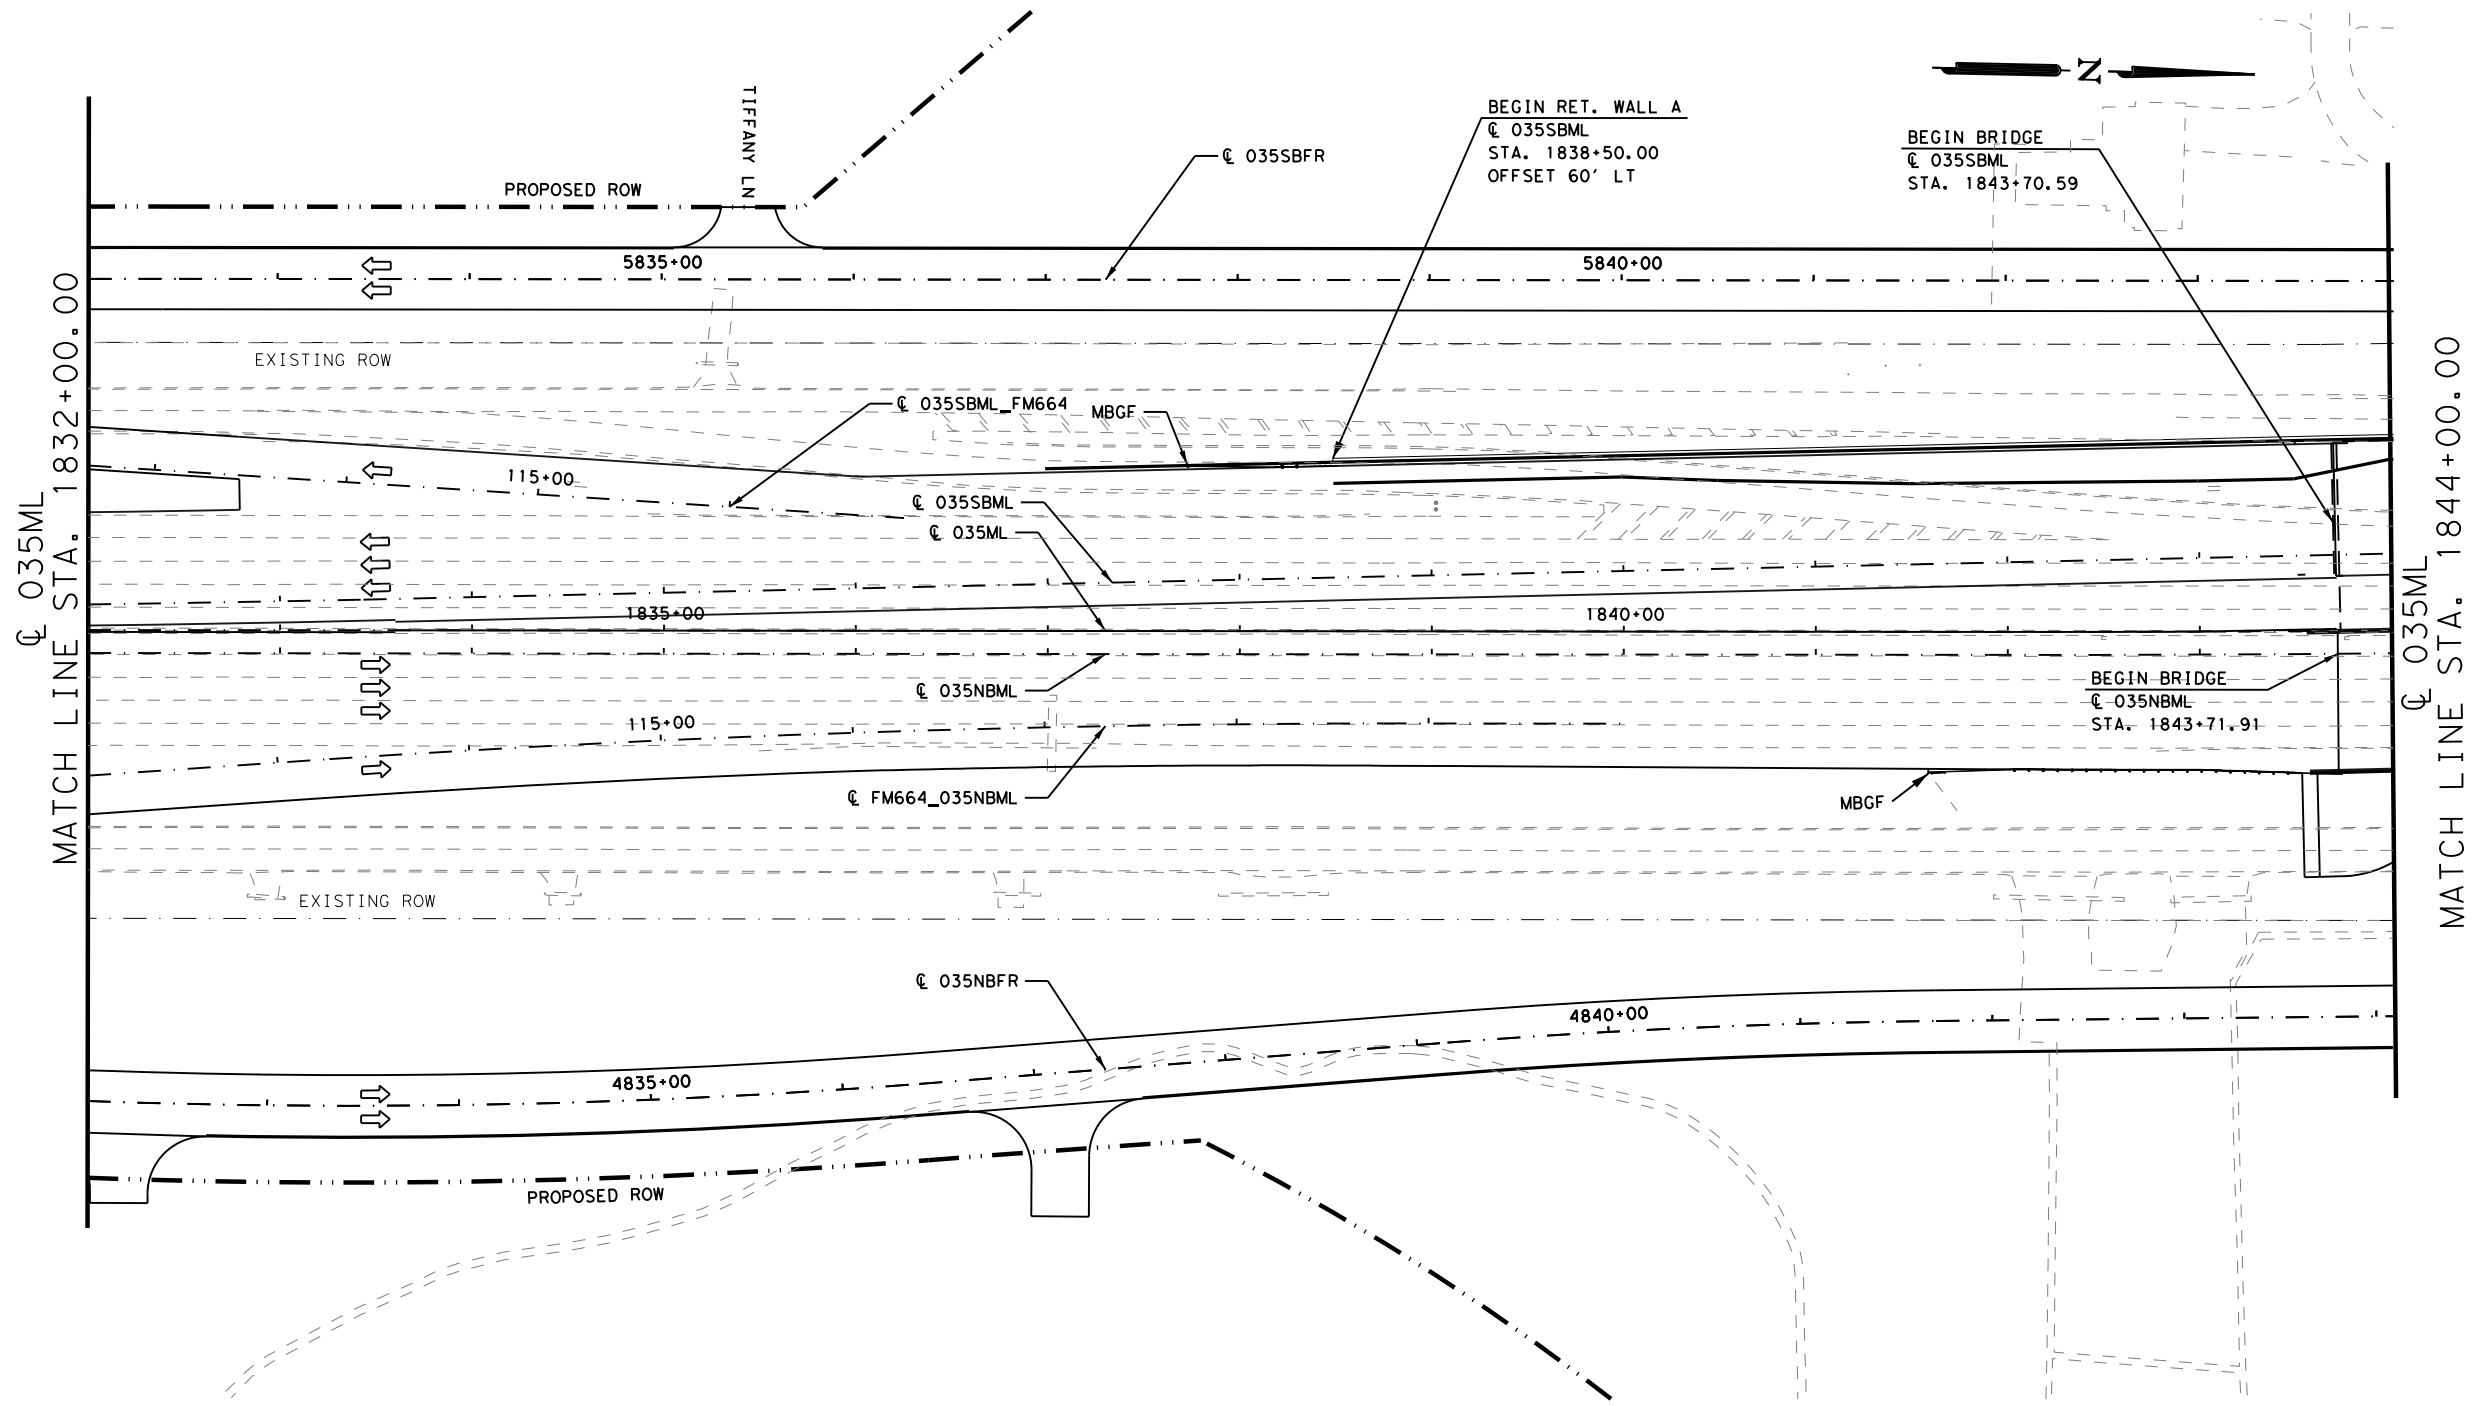 N
TIFFANY LN
BEGIN RET. WALL A
℄ 035SBML
STA. 1838+50.00
OFFSET 60' LT
BEGIN BRIDGE
℄ 035SBML
STA. 1843+70.59
℄ 035SBFR
PROPOSED ROW
5835+00
5840+00
EXISTING ROW
℄ 035SBML_FM664
MBGF
115+00
℄ 035SBML
℄ 035ML
1835+00
1840+00
℄ 035ML
MATCH LINE STA. 1832+00.00
℄ 035ML
MATCH LINE STA. 1844+00.00
℄ 035NBML
BEGIN BRIDGE
℄ 035NBML
STA. 1843+71.91
115+00
℄ FM664_035NBML
MBGF
EXISTING ROW
℄ 035NBFR
4840+00
4835+00
PROPOSED ROW